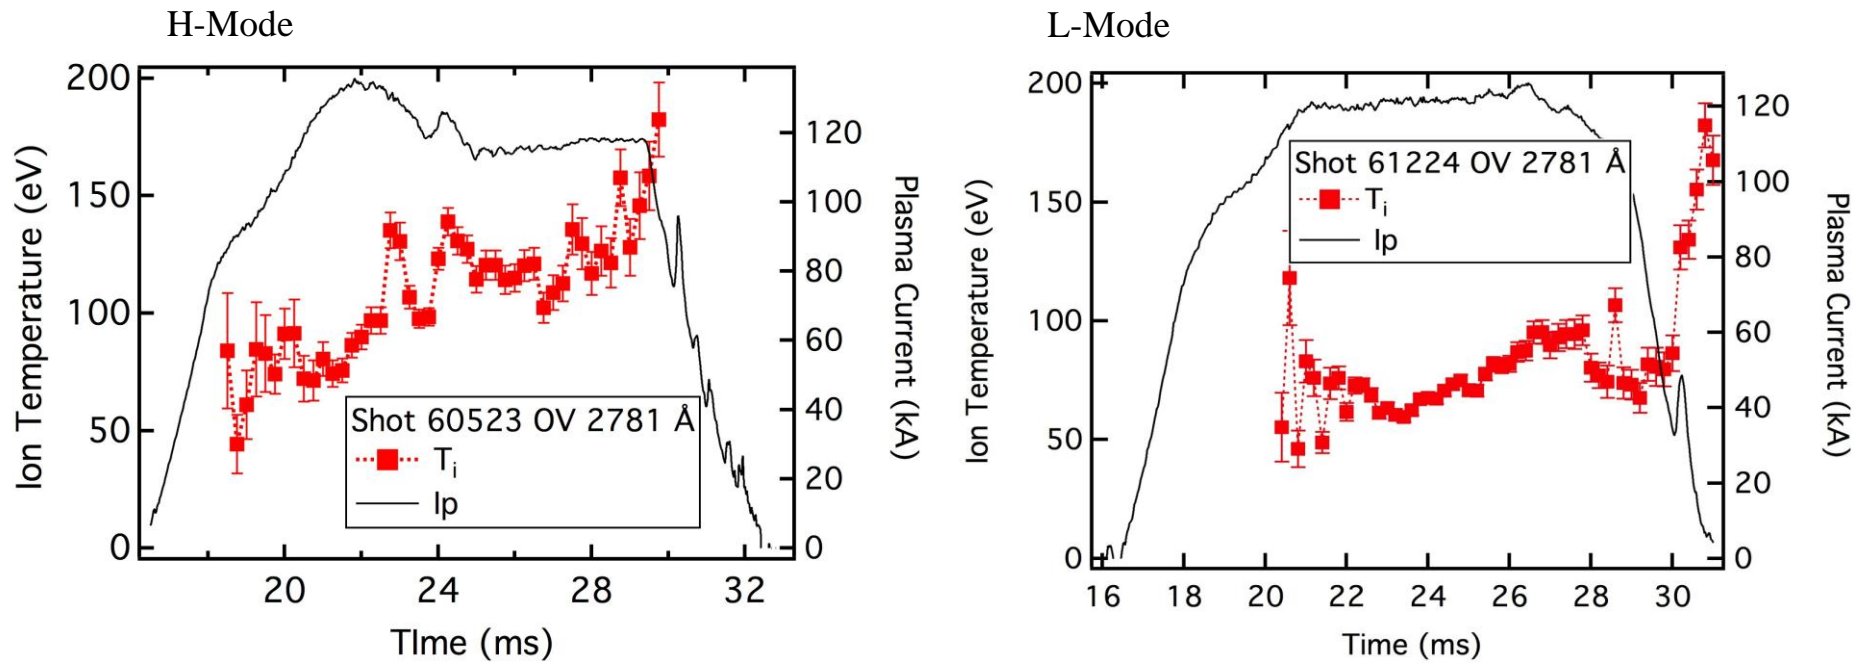 H-Mode
L-Mode
Ion Temperature (eV)
200
150
100
50
0
120
100
80
60
40
20
0
Plasma Current (kA)
Shot 60523 OV 2781 Å
Ti
Ip
20 24 28 32
TIme (ms)
Ion Temperature (eV)
200
150
100
50
0
Shot 61224 OV 2781 Å
Ti
Ip
120
100
80
60
40
20
0
Plasma Current (kA)
16 18 20 22 24 26 28 30
Time (ms)